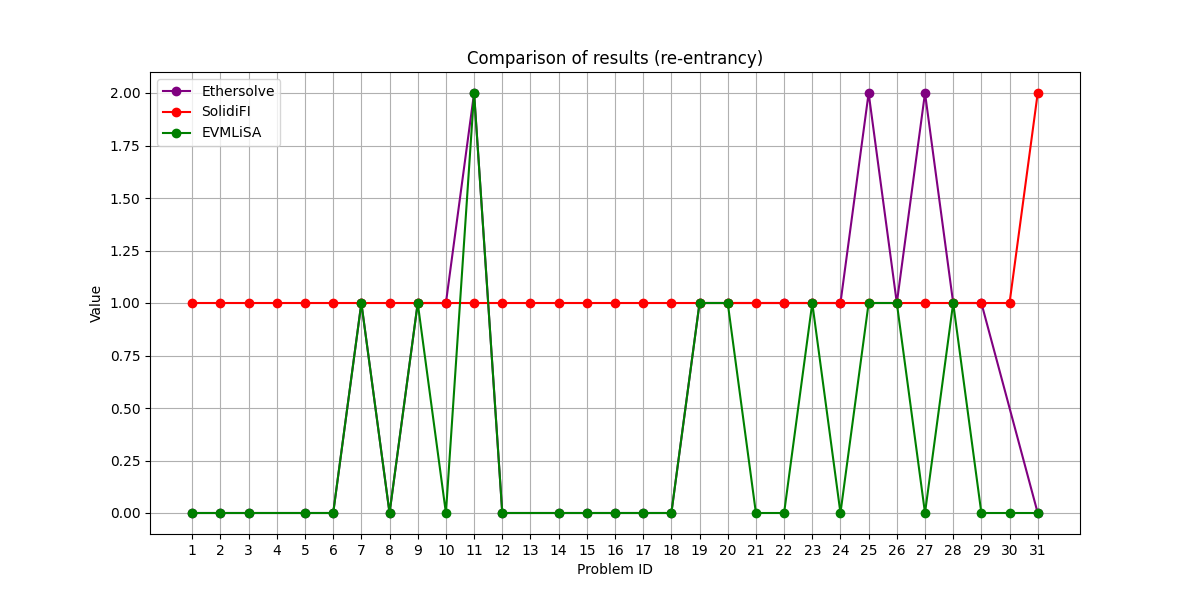 Comparison of results (re-entrancy)
Ethersolve
SolidiFI
EVMLiSA
Value
2.00
1.75
1.50
1.25
1.00
0.75
0.50
0.25
0.00
1 2 3 4 5 6 7 8 9 10 11 12 13 14 15 16 17 18 19 20 21 22 23 24 25 26 27 28 29 30 31
Problem ID